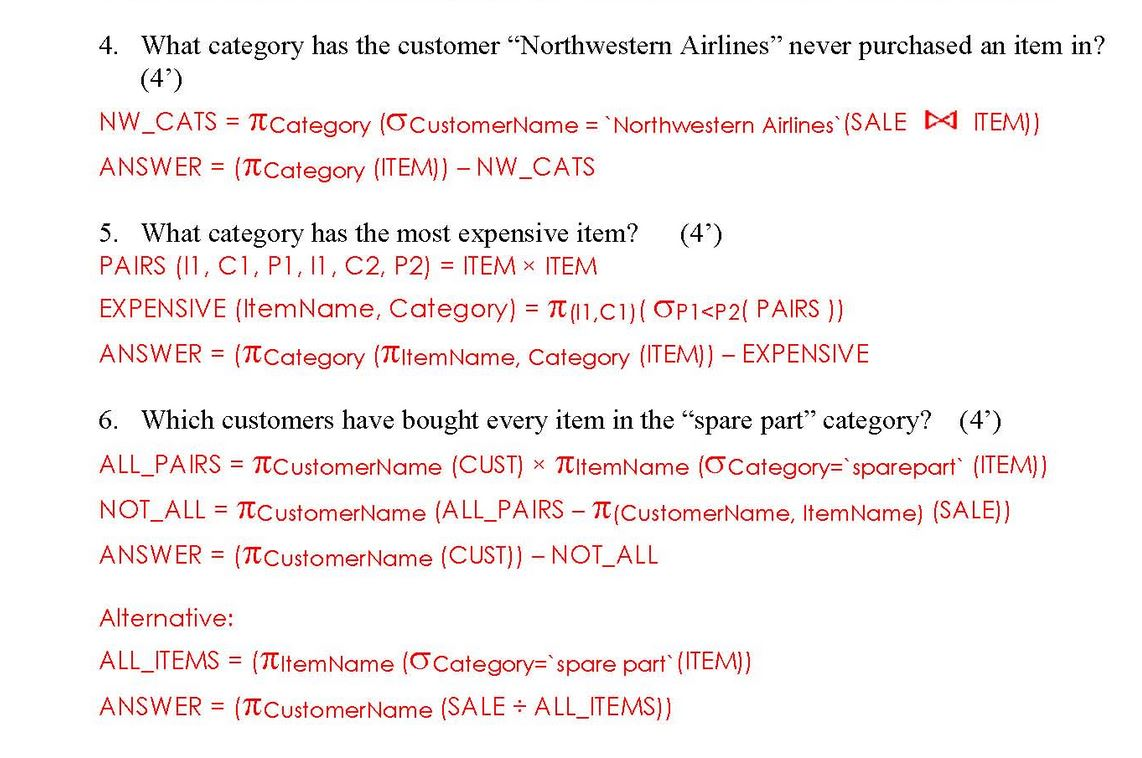 4. What category has the customer “Northwestern Airlines” never purchased an item in?
(4’)
NW_CATS = πCategory (σCustomerName = `Northwestern Airlines` (SALE ⋈ ITEM))
ANSWER = (πCategory (ITEM)) – NW_CATS
5. What category has the most expensive item? (4’)
PAIRS (I1, C1, P1, I1, C2, P2) = ITEM × ITEM
EXPENSIVE (ItemName, Category) = π(I1,C1)( σP1<P2( PAIRS ))
ANSWER = (πCategory (πItemName, Category (ITEM)) – EXPENSIVE
6. Which customers have bought every item in the “spare part” category? (4’)
ALL_PAIRS = πCustomerName (CUST) × πItemName (σCategory=`sparepart` (ITEM))
NOT_ALL = πCustomerName (ALL_PAIRS – π(CustomerName, ItemName) (SALE))
ANSWER = (πCustomerName (CUST)) – NOT_ALL
Alternative:
ALL_ITEMS = (πItemName (σCategory=`spare part` (ITEM))
ANSWER = (πCustomerName (SALE ÷ ALL_ITEMS))